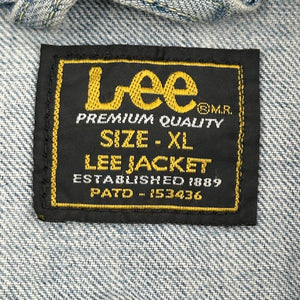 Lee ® M.R.
PREMIUM QUALITY
SIZE - XL
LEE JACKET
ESTABLISHED 1889
PATD - 153436